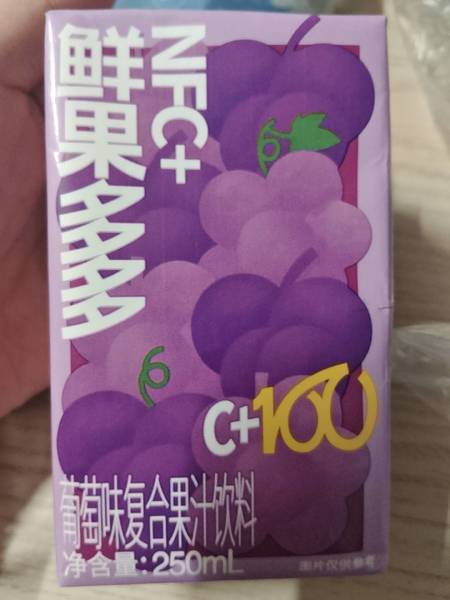 NFC+
鲜果多多多
C+100
葡萄味复合果汁饮料
净含量:250mL
图片仅供参考